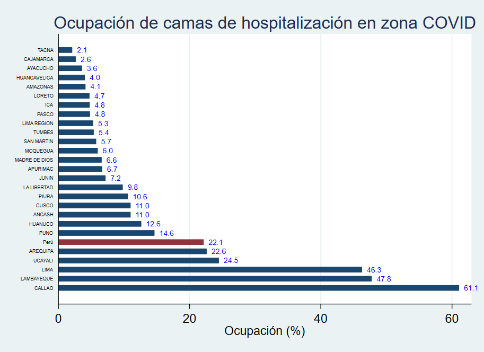 Ocupación de camas de hospitalización en zona COVID
TACNA 2.1
CAJAMARCA 2.6
AYACUCHO 3.6
HUANCAVELICA 4.0
AMAZONAS 4.1
LORETO 4.7
ICA 4.8
PASCO 4.8
LIMA REGION 5.3
TUMBES 5.4
SAN MARTIN 5.7
MOQUEGUA 6.0
MADRE DE DIOS 6.6
APURIMAC 6.7
JUNIN 7.2
LA LIBERTAD 9.8
PIURA 10.6
CUSCO 11.0
ANCASH 11.0
HUANUCO 12.6
PUNO 14.6
Perú 22.1
AREQUIPA 22.6
UCAYALI 24.5
LIMA 46.3
LAMBAYEQUE 47.8
CALLAO 61.1
0 20 40 60
Ocupación (%)